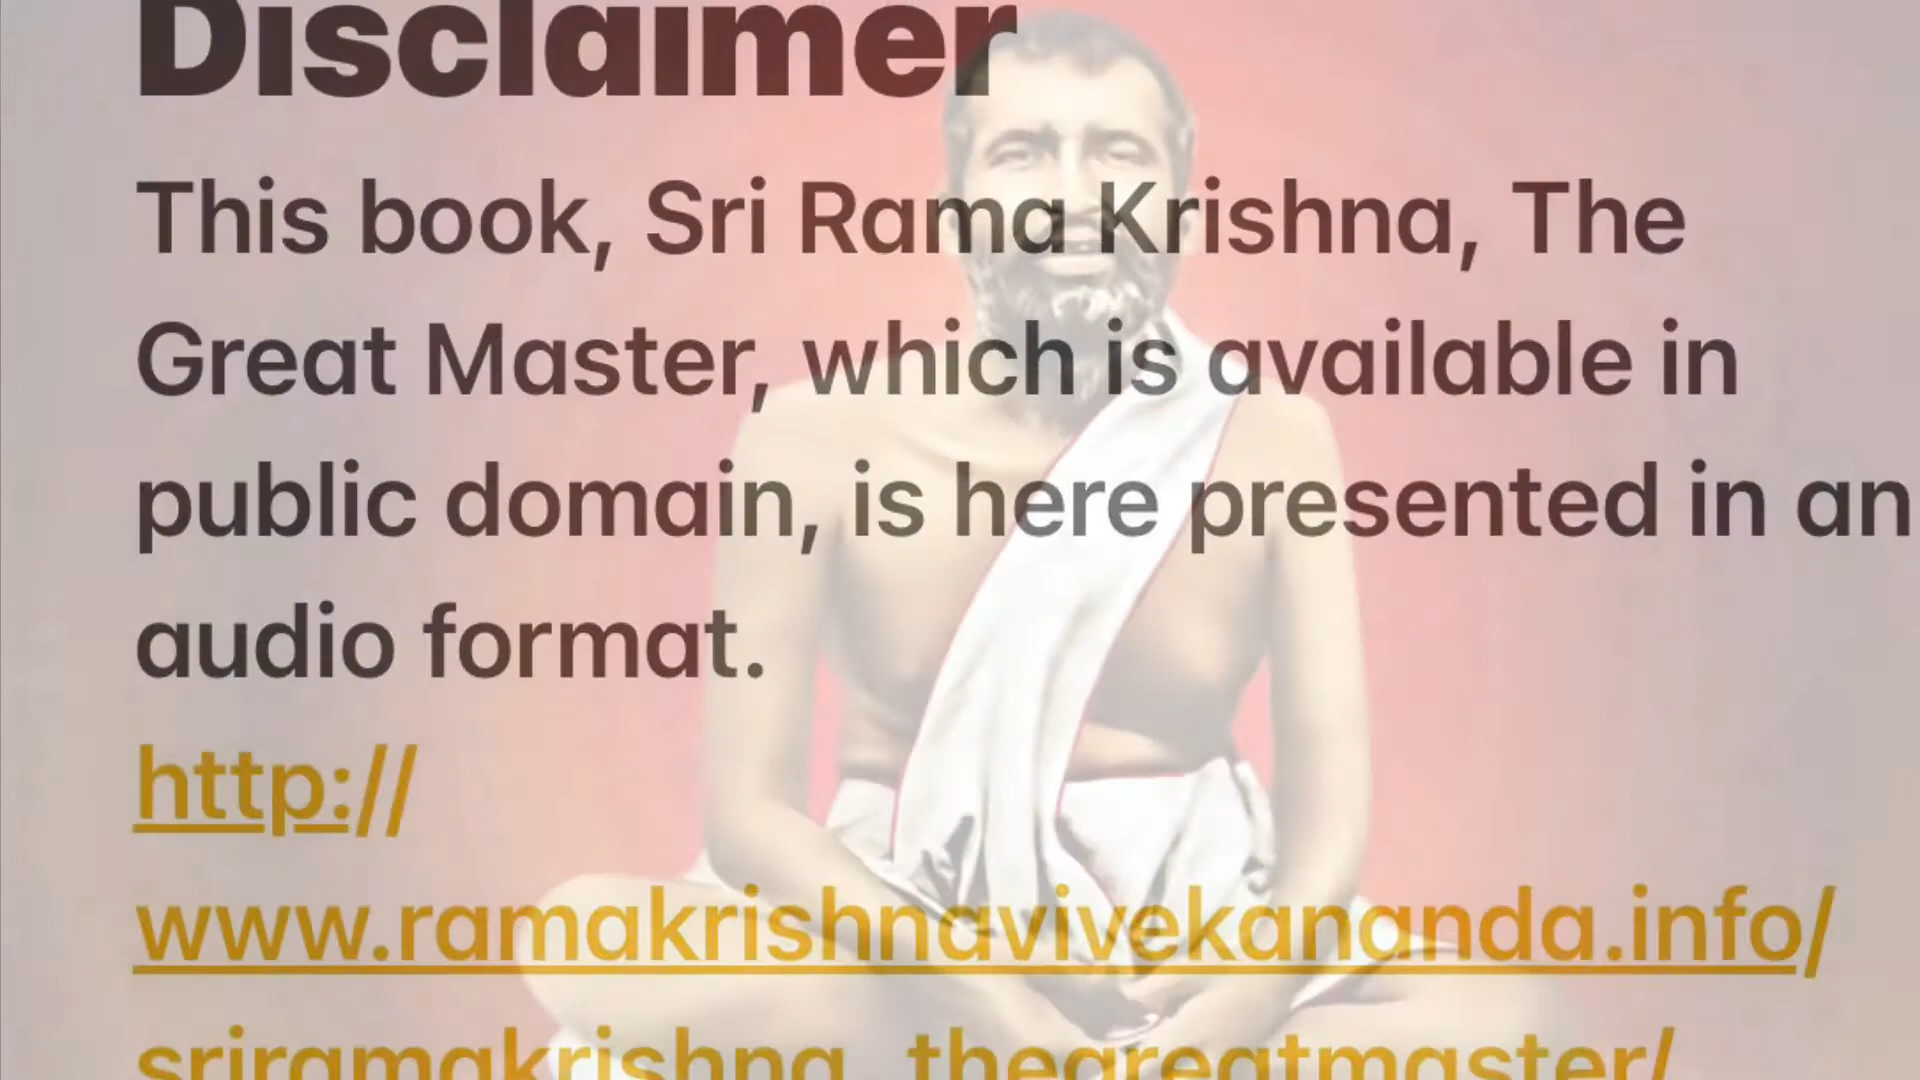 Disclaimer
This book, Sri Rama Krishna, The
Great Master, which is available in
public domain, is here presented in an
audio format.
http://
www.ramakrishnavivekananda.info/
sriramakrishna_thegreatmaster/